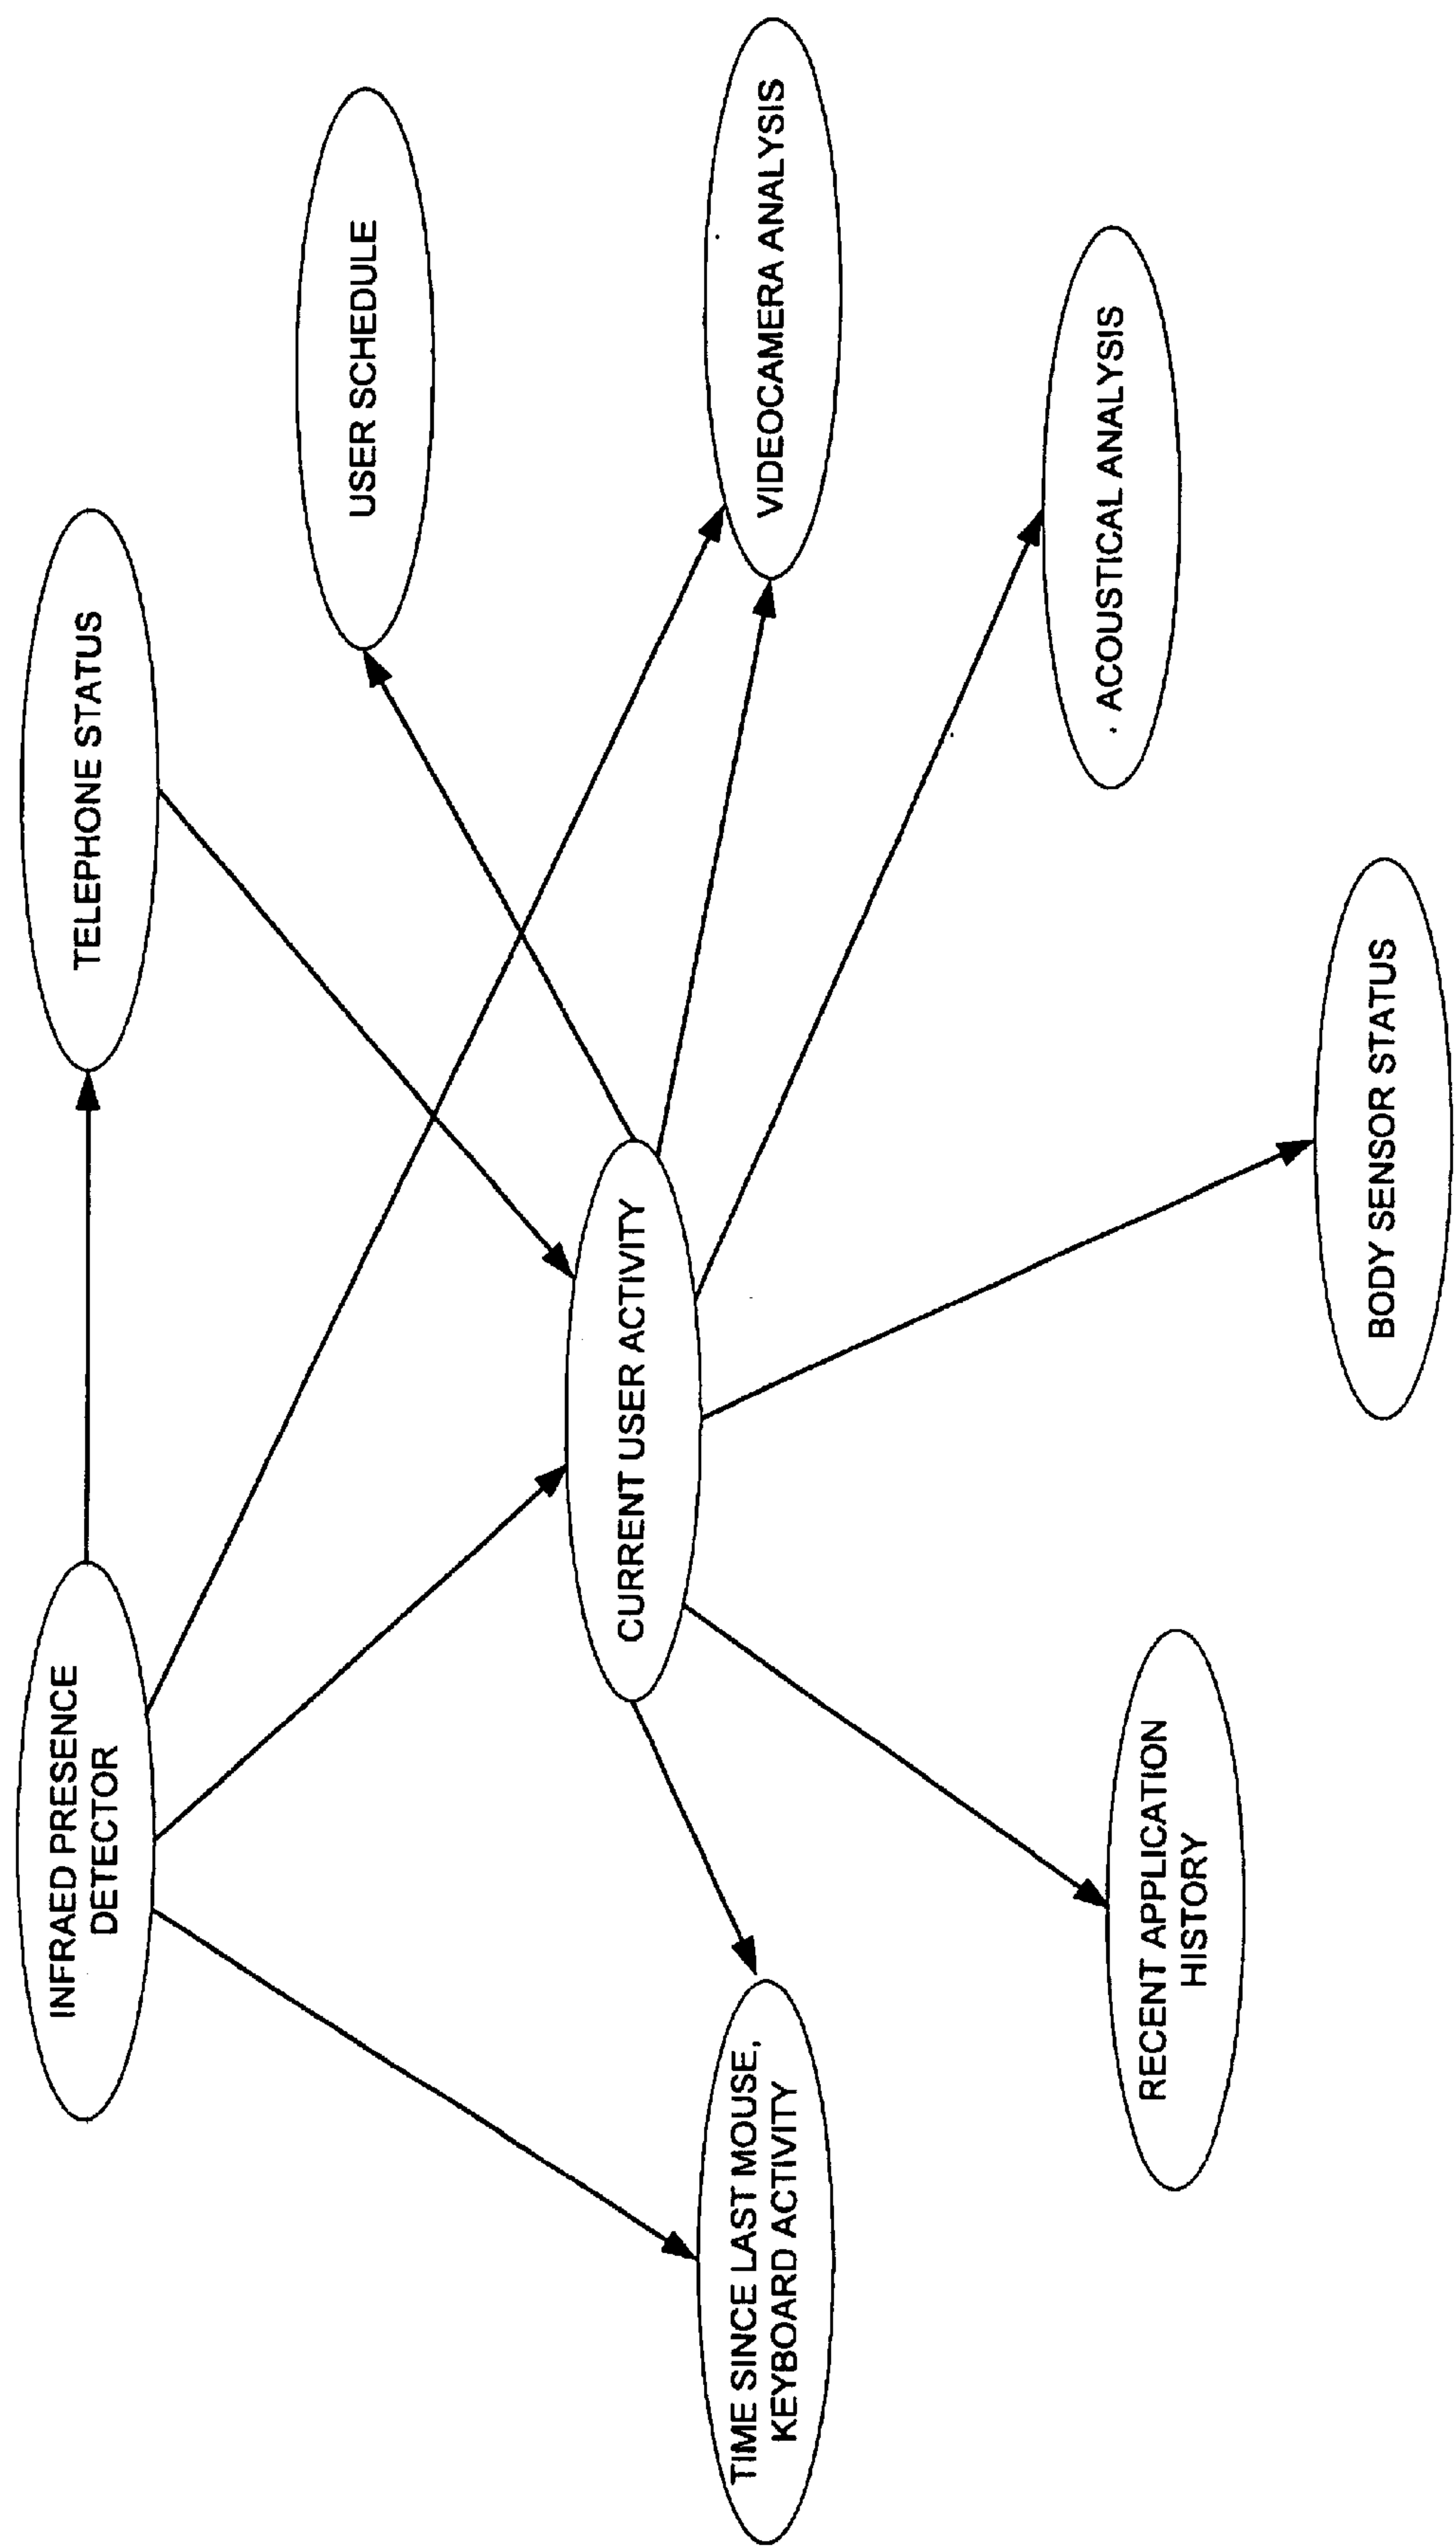 INFRAED PRESENCE
DETECTOR
TELEPHONE STATUS
USER SCHEDULE
CURRENT USER ACTIVITY
TIME SINCE LAST MOUSE,
KEYBOARD ACTIVITY
VIDEOCAMERA ANALYSIS
RECENT APPLICATION
HISTORY
ACOUSTICAL ANALYSIS
BODY SENSOR STATUS